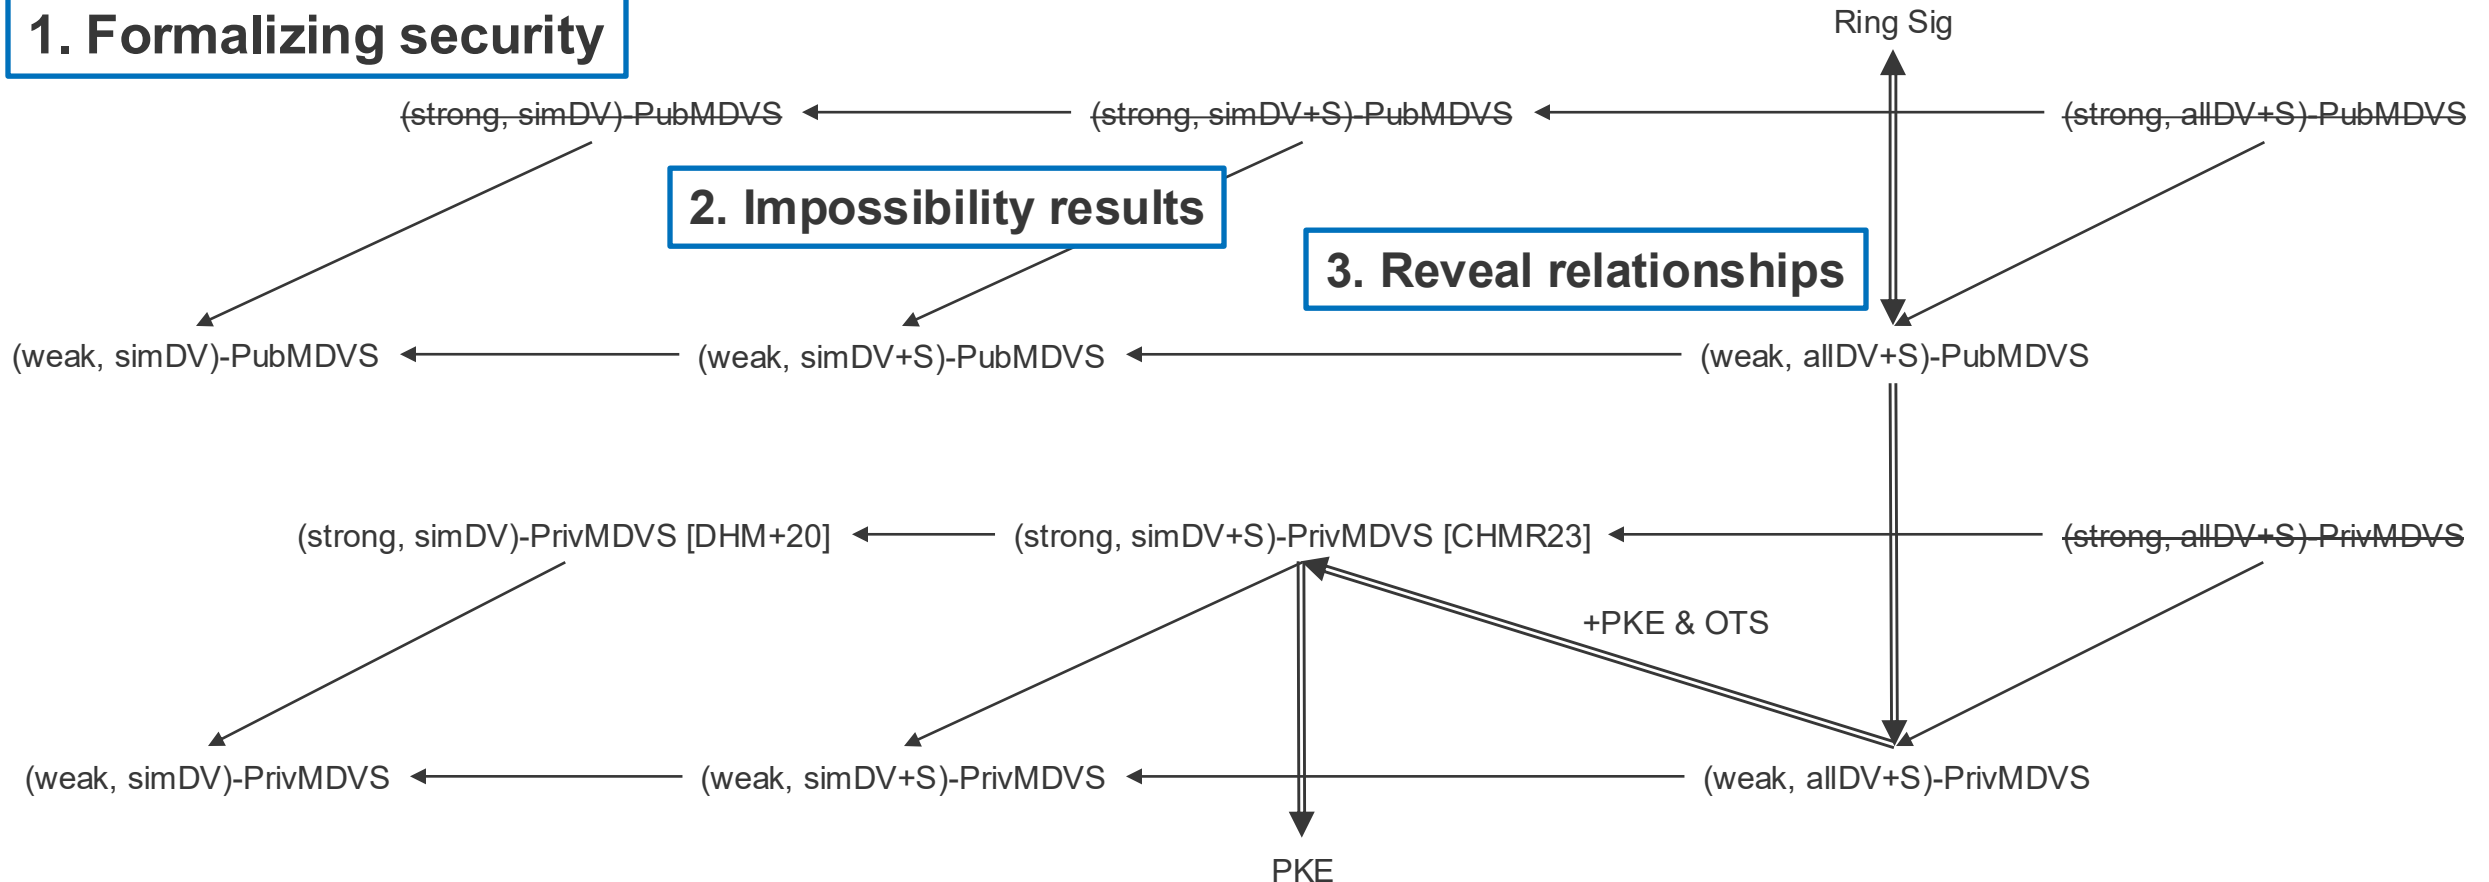 1. Formalizing security
Ring Sig
(strong, simDV)-PubMDVS
(strong, simDV+S)-PubMDVS
(strong, allDV+S)-PubMDVS
2. Impossibility results
3. Reveal relationships
(weak, simDV)-PubMDVS
(weak, simDV+S)-PubMDVS
(weak, allDV+S)-PubMDVS
(strong, simDV)-PrivMDVS [DHM+20]
(strong, simDV+S)-PrivMDVS [CHMR23]
(strong, allDV+S)-PrivMDVS
+PKE & OTS
(weak, simDV)-PrivMDVS
(weak, simDV+S)-PrivMDVS
(weak, allDV+S)-PrivMDVS
PKE